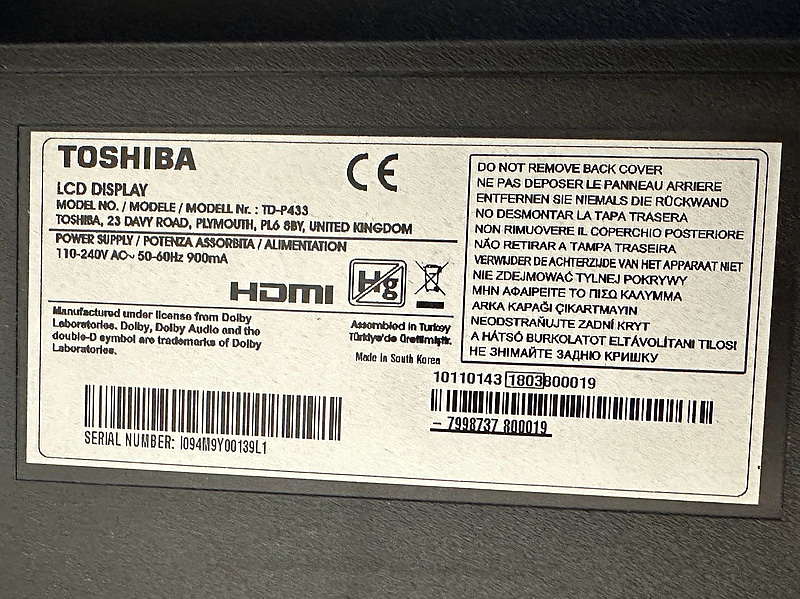 TOSHIBA
CE
LCD DISPLAY
MODEL NO. / MODELE / MODELL Nr. : TD-P433
TOSHIBA, 23 DAVY ROAD, PLYMOUTH, PL6 8BY, UNITED KINGDOM
POWER SUPPLY / POTENZA ASSORBITA / ALIMENTATION
110-240V AC~ 50-60Hz 900mA
HDMI
Hg
Manufactured under license from Dolby
Laboratories. Dolby, Dolby Audio and the
double-D symbol are trademarks of Dolby
Laboratories.
Assembled in Turkey
Türkiye'de üretilmiştir.
Made in South Korea
SERIAL NUMBER: I094M9Y00139L1
DO NOT REMOVE BACK COVER
NE PAS DEPOSER LE PANNEAU ARRIERE
ENTFERNEN SIE NIEMALS DIE RÜCKWAND
NO DESMONTAR LA TAPA TRASERA
NON RIMUOVERE IL COPERCHIO POSTERIORE
NÃO RETIRAR A TAMPA TRASEIRA
VERWIJDER DE ACHTERZIJDE VAN HET APPARAAT NIET
NIE ZDEJMOWAĆ TYLNEJ POKRYWY
ΜΗΝ ΑΦΑΙΡΕΙΤΕ ΤΟ ΠΙΣΩ ΚΑΛΥΜΜΑ
ARKA KAPAĞI ÇIKARTMAYIN
NEODSTRAŇUJTE ZADNÍ KRYT
A HÁTSÓ BURKOLATOT ELTÁVOLÍTANI TILOS!
НЕ ЗНІМАЙТЕ ЗАДНЮ КРИШКУ
10110143 1803800019
- 7998737 800019